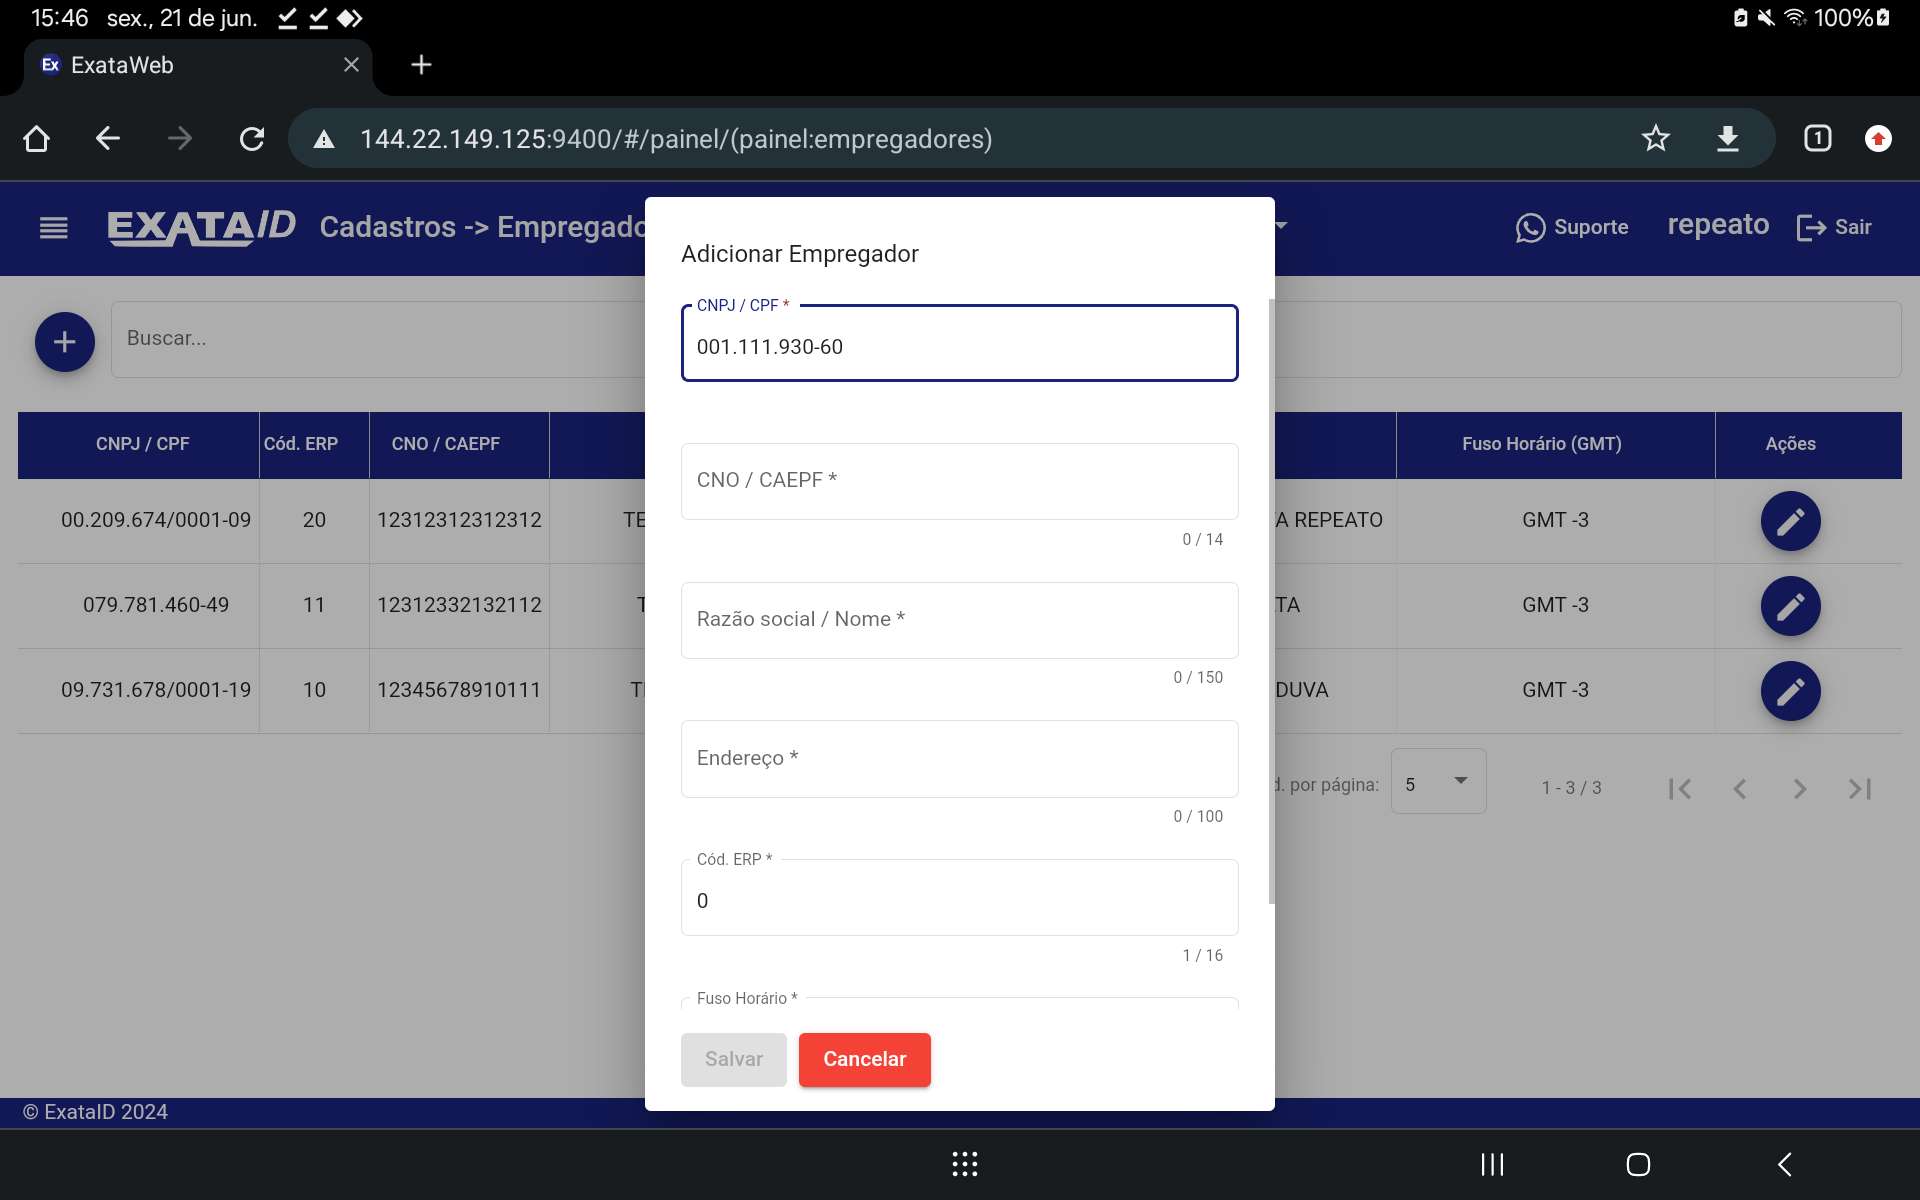 15:46 sex., 21 de jun. 100%
Ex ExataWeb
144.22.149.125:9400/#/painel/(painel:empregadores) 1
EXATAID Cadastros -> Empregado Suporte repeato Sair
Buscar...
CNPJ / CPF Cód. ERP CNO / CAEPF Fuso Horário (GMT) Ações
00.209.674/0001-09 20 12312312312312 TE A REPEATO GMT -3
079.781.460-49 11 12312332132112 T TA GMT -3
09.731.678/0001-19 10 12345678910111 DUVA GMT -3
d. por página: 5 1 - 3 / 3
Adicionar Empregador
CNPJ / CPF *
001.111.930-60
CNO / CAEPF *
0 / 14
Razão social / Nome *
0 / 150
Endereço *
0 / 100
Cód. ERP *
0
1 / 16
Fuso Horário *
Salvar Cancelar
© ExataID 2024